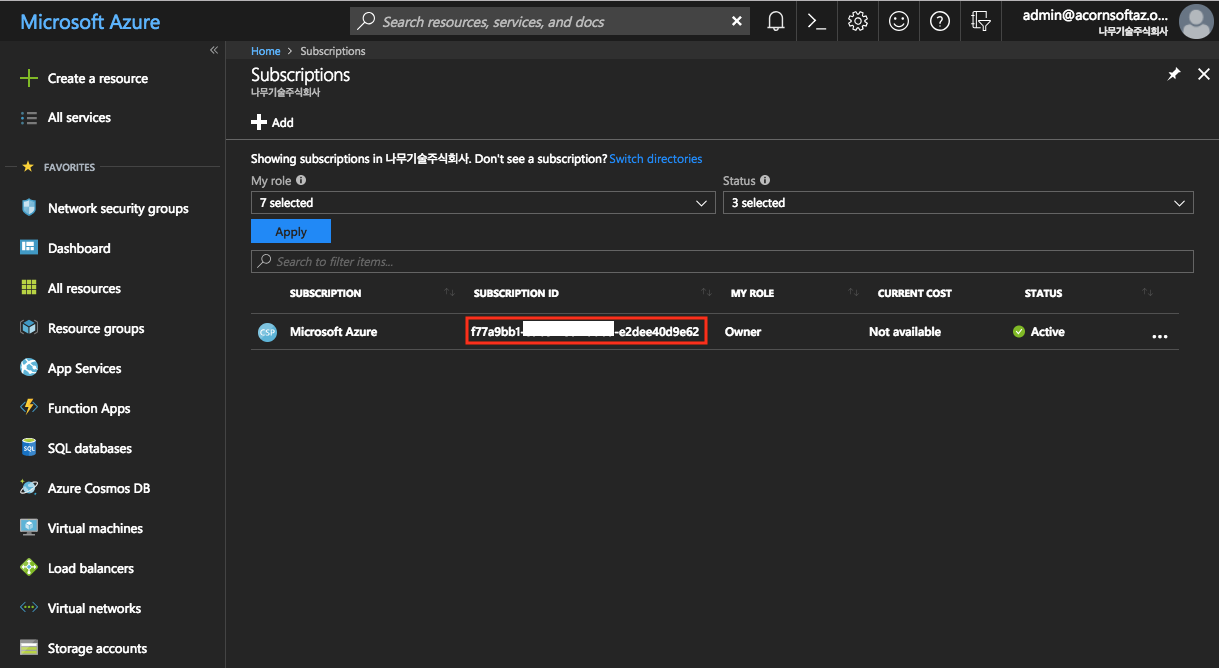 Microsoft Azure
Search resources, services, and docs
admin@acornsoftaz.o...
나무기술주식회사
Create a resource
All services
FAVORITES
Network security groups
Dashboard
All resources
Resource groups
App Services
Function Apps
SQL databases
Azure Cosmos DB
Virtual machines
Load balancers
Virtual networks
Storage accounts
Home > Subscriptions
Subscriptions
나무기술주식회사
Add
Showing subscriptions in 나무기술주식회사. Don't see a subscription? Switch directories
My role Status
7 selected 3 selected
Apply
Search to filter items...
SUBSCRIPTION SUBSCRIPTION ID MY ROLE CURRENT COST STATUS
CSP Microsoft Azure f77a9bb1- -e2dee40d9e62 Owner Not available Active